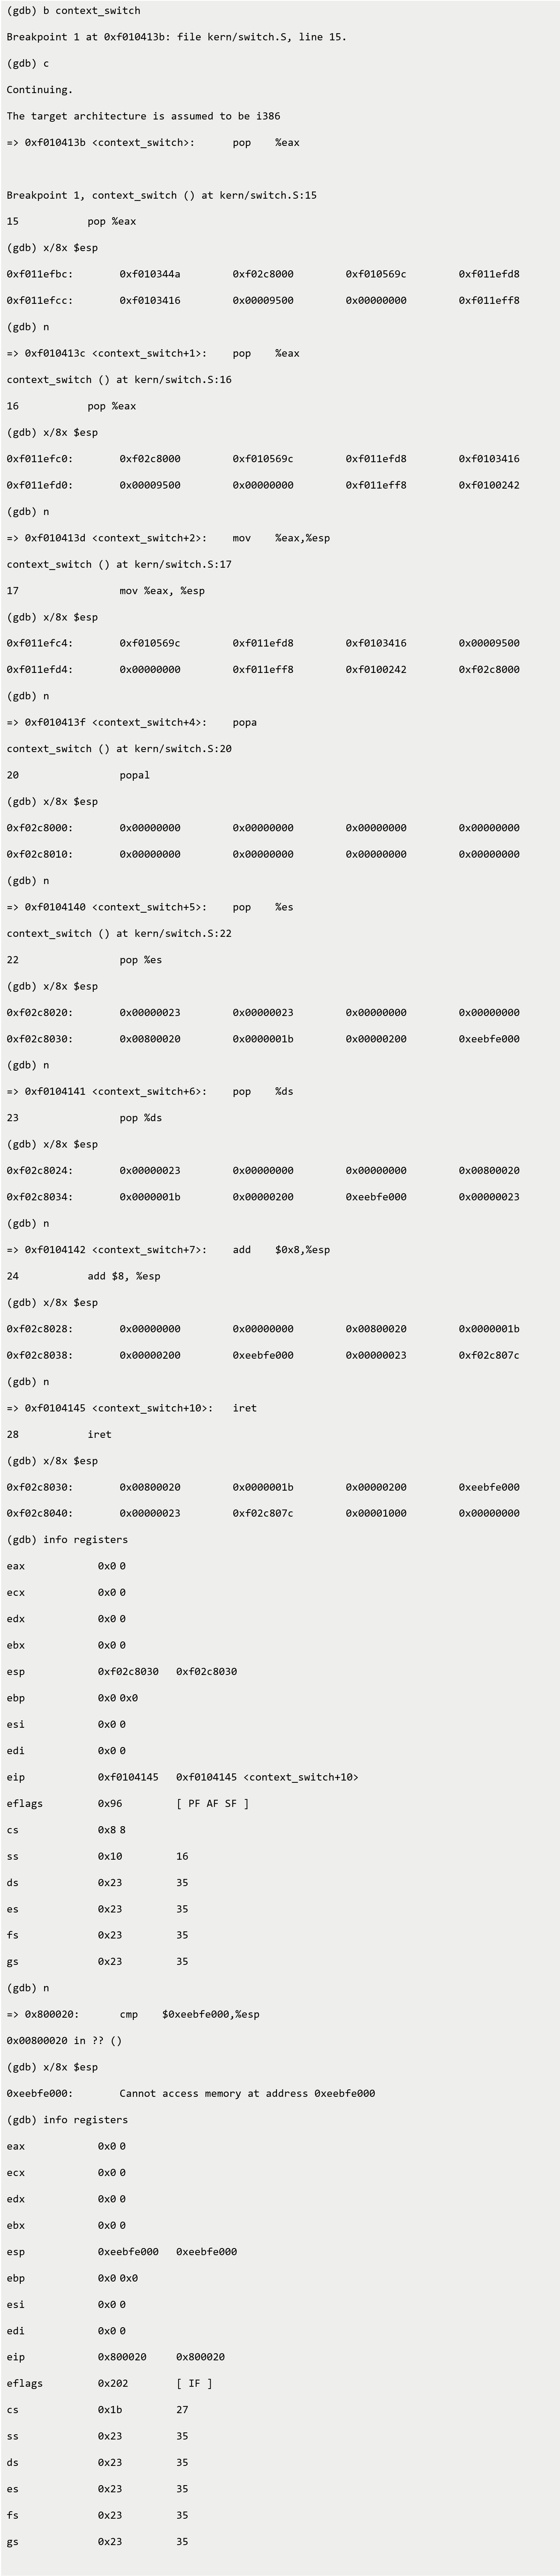 (gdb) b context_switch
Breakpoint 1 at 0xf010413b: file kern/switch.S, line 15.
(gdb) c
Continuing.
The target architecture is assumed to be i386
=> 0xf010413b <context_switch>: pop %eax
Breakpoint 1, context_switch () at kern/switch.S:15
15 pop %eax
(gdb) x/8x $esp
0xf011efbc: 0xf010344a 0xf02c8000 0xf010569c 0xf011efd8
0xf011efcc: 0xf0103416 0x00009500 0x00000000 0xf011eff8
(gdb) n
=> 0xf010413c <context_switch+1>: pop %eax
context_switch () at kern/switch.S:16
16 pop %eax
(gdb) x/8x $esp
0xf011efc0: 0xf02c8000 0xf010569c 0xf011efd8 0xf0103416
0xf011efd0: 0x00009500 0x00000000 0xf011eff8 0xf0100242
(gdb) n
=> 0xf010413d <context_switch+2>: mov %eax,%esp
context_switch () at kern/switch.S:17
17 mov %eax, %esp
(gdb) x/8x $esp
0xf011efc4: 0xf010569c 0xf011efd8 0xf0103416 0x00009500
0xf011efd4: 0x00000000 0xf011eff8 0xf0100242 0xf02c8000
(gdb) n
=> 0xf010413f <context_switch+4>: popa
context_switch () at kern/switch.S:20
20 popal
(gdb) x/8x $esp
0xf02c8000: 0x00000000 0x00000000 0x00000000 0x00000000
0xf02c8010: 0x00000000 0x00000000 0x00000000 0x00000000
(gdb) n
=> 0xf0104140 <context_switch+5>: pop %es
context_switch () at kern/switch.S:22
22 pop %es
(gdb) x/8x $esp
0xf02c8020: 0x00000023 0x00000023 0x00000000 0x00000000
0xf02c8030: 0x00800020 0x0000001b 0x00000200 0xeebfe000
(gdb) n
=> 0xf0104141 <context_switch+6>: pop %ds
23 pop %ds
(gdb) x/8x $esp
0xf02c8024: 0x00000023 0x00000000 0x00000000 0x00800020
0xf02c8034: 0x0000001b 0x00000200 0xeebfe000 0x00000023
(gdb) n
=> 0xf0104142 <context_switch+7>: add $0x8,%esp
24 add $8, %esp
(gdb) x/8x $esp
0xf02c8028: 0x00000000 0x00000000 0x00800020 0x0000001b
0xf02c8038: 0x00000200 0xeebfe000 0x00000023 0xf02c807c
(gdb) n
=> 0xf0104145 <context_switch+10>: iret
28 iret
(gdb) x/8x $esp
0xf02c8030: 0x00800020 0x0000001b 0x00000200 0xeebfe000
0xf02c8040: 0x00000023 0xf02c807c 0x00001000 0x00000000
(gdb) info registers
eax 0x0 0
ecx 0x0 0
edx 0x0 0
ebx 0x0 0
esp 0xf02c8030 0xf02c8030
ebp 0x0 0x0
esi 0x0 0
edi 0x0 0
eip 0xf0104145 0xf0104145 <context_switch+10>
eflags 0x96 [ PF AF SF ]
cs 0x8 8
ss 0x10 16
ds 0x23 35
es 0x23 35
fs 0x23 35
gs 0x23 35
(gdb) n
=> 0x800020: cmp $0xeebfe000,%esp
0x00800020 in ?? ()
(gdb) x/8x $esp
0xeebfe000: Cannot access memory at address 0xeebfe000
(gdb) info registers
eax 0x0 0
ecx 0x0 0
edx 0x0 0
ebx 0x0 0
esp 0xeebfe000 0xeebfe000
ebp 0x0 0x0
esi 0x0 0
edi 0x0 0
eip 0x800020 0x800020
eflags 0x202 [ IF ]
cs 0x1b 27
ss 0x23 35
ds 0x23 35
es 0x23 35
fs 0x23 35
gs 0x23 35